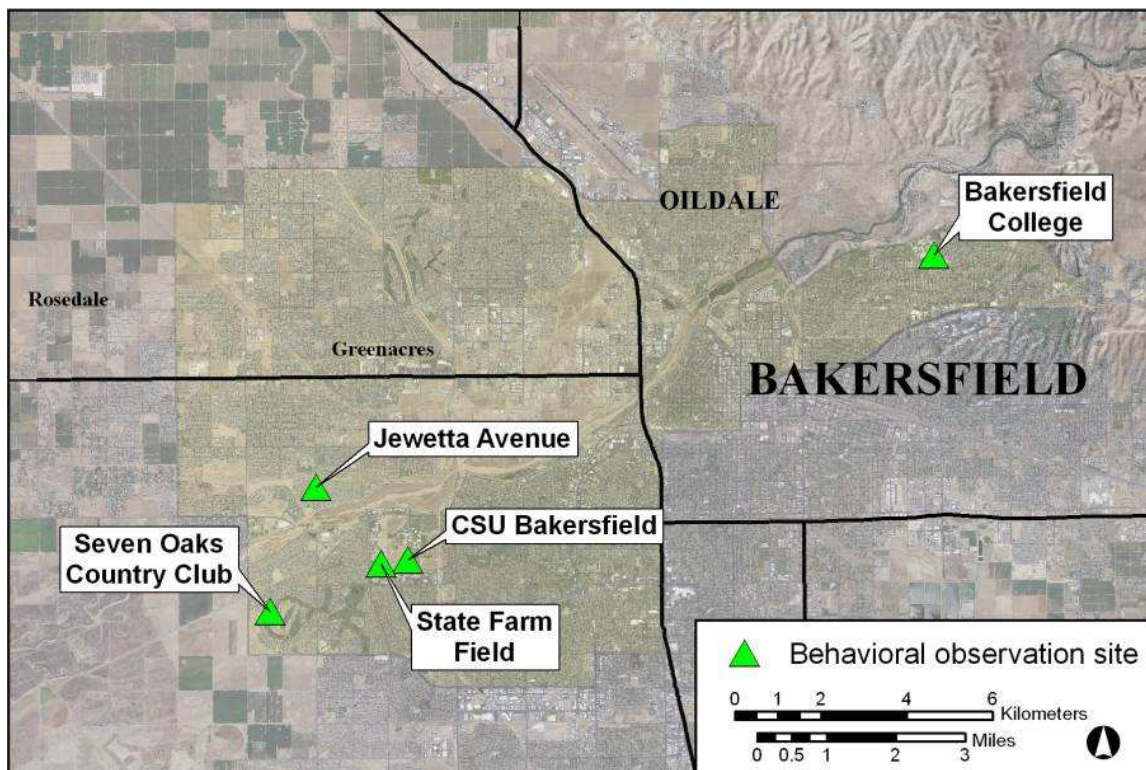 OILDALE
Bakersfield
College
Rosedale
Greenacres
BAKERSFIELD
Jewetta Avenue
CSU Bakersfield
Seven Oaks
Country Club
State Farm
Field
Behavioral observation site
0 1 2 4 6
Kilometers
0 0.5 1 2 3
Miles